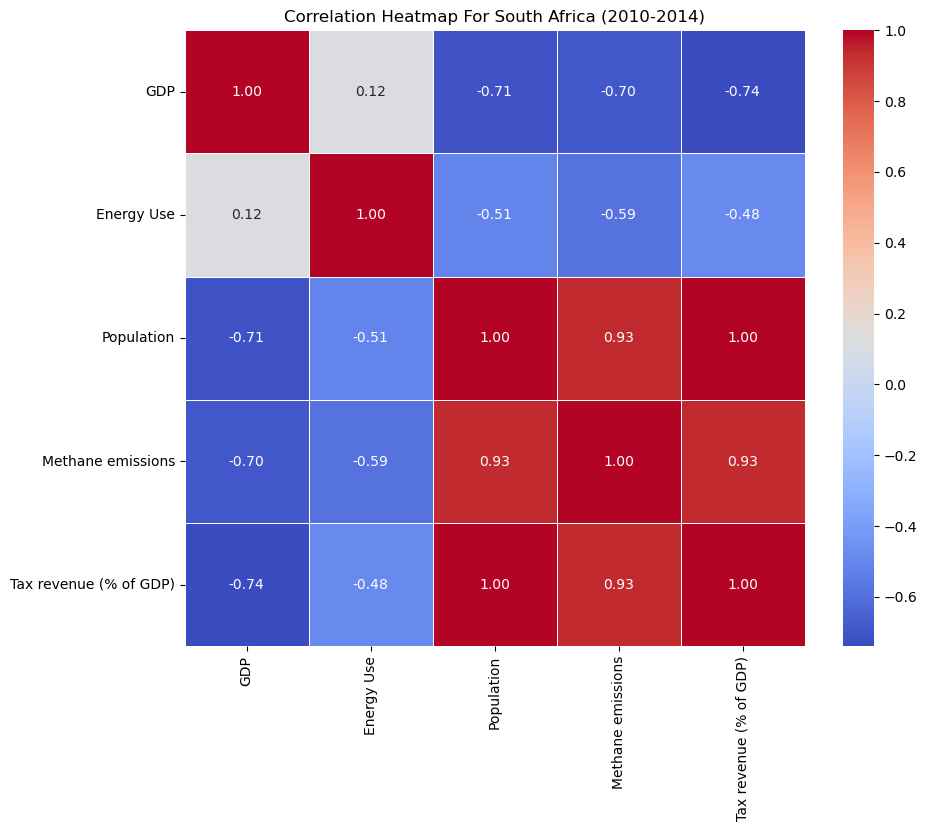 Correlation Heatmap For South Africa (2010-2014)
GDP 1.00 0.12 -0.71 -0.70 -0.74
Energy Use 0.12 1.00 -0.51 -0.59 -0.48
Population -0.71 -0.51 1.00 0.93 1.00
Methane emissions -0.70 -0.59 0.93 1.00 0.93
Tax revenue (% of GDP) -0.74 -0.48 1.00 0.93 1.00
GDP
Energy Use
Population
Methane emissions
Tax revenue (% of GDP)
1.0
0.8
0.6
0.4
0.2
0.0
−0.2
−0.4
−0.6